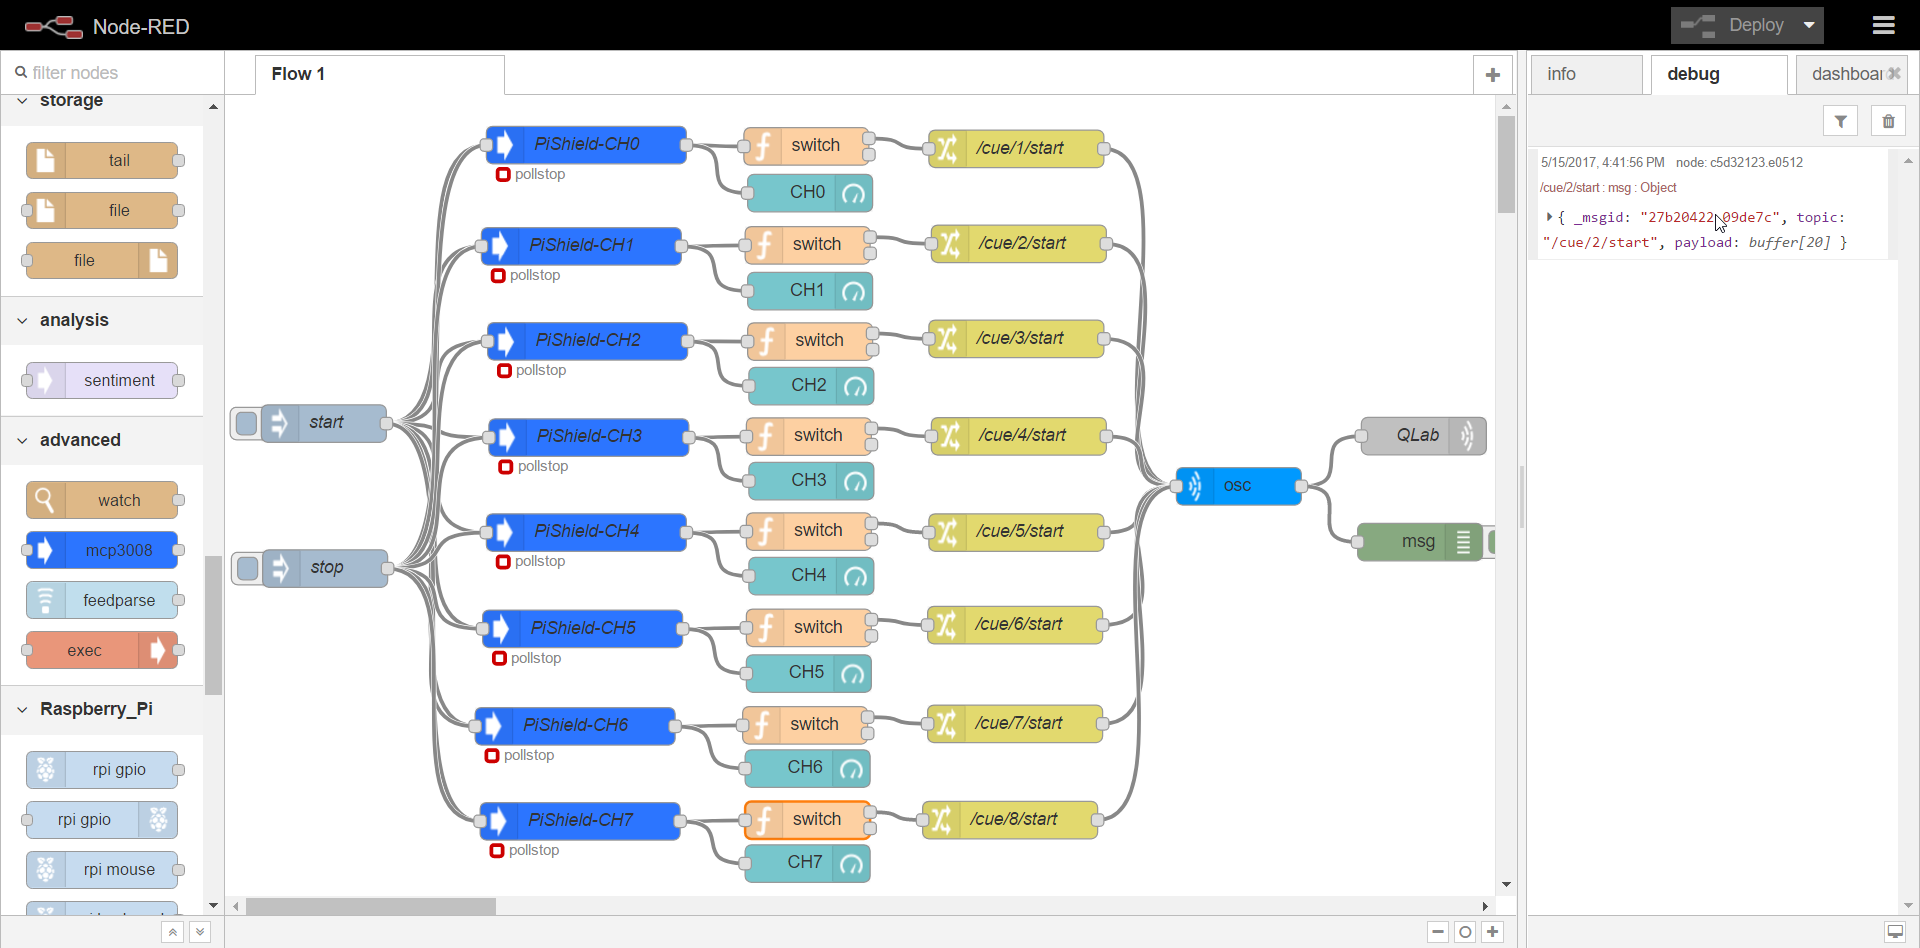 Node-RED
Deploy
filter nodes
storage
tail
file
file
analysis
sentiment
advanced
watch
mcp3008
feedparse
exec
Raspberry_Pi
rpi gpio
rpi gpio
rpi mouse
Flow 1
start
stop
PiShield-CH0
pollstop
switch
CH0
/cue/1/start
PiShield-CH1
pollstop
switch
CH1
/cue/2/start
PiShield-CH2
pollstop
switch
CH2
/cue/3/start
PiShield-CH3
pollstop
switch
CH3
/cue/4/start
PiShield-CH4
pollstop
switch
CH4
/cue/5/start
PiShield-CH5
pollstop
switch
CH5
/cue/6/start
PiShield-CH6
pollstop
switch
CH6
/cue/7/start
PiShield-CH7
pollstop
switch
CH7
/cue/8/start
osc
QLab
msg
info
debug
dashboar
5/15/2017, 4:41:56 PM node: c5d32123.e0512
/cue/2/start : msg : Object
{ _msgid: "27b20422.09de7c", topic:
"/cue/2/start", payload: buffer[20] }